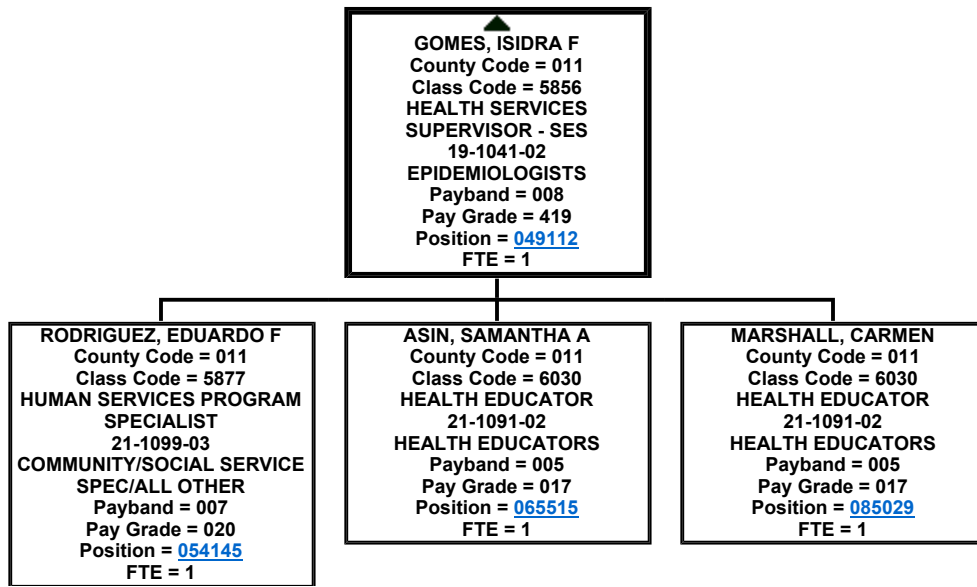 GOMES, ISIDRA F
County Code = 011
Class Code = 5856
HEALTH SERVICES
SUPERVISOR - SES
19-1041-02
EPIDEMIOLOGISTS
Payband = 008
Pay Grade = 419
Position = 049112
FTE = 1
RODRIGUEZ, EDUARDO F
County Code = 011
Class Code = 5877
HUMAN SERVICES PROGRAM
SPECIALIST
21-1099-03
COMMUNITY/SOCIAL SERVICE
SPEC/ALL OTHER
Payband = 007
Pay Grade = 020
Position = 054145
FTE = 1
ASIN, SAMANTHA A
County Code = 011
Class Code = 6030
HEALTH EDUCATOR
21-1091-02
HEALTH EDUCATORS
Payband = 005
Pay Grade = 017
Position = 065515
FTE = 1
MARSHALL, CARMEN
County Code = 011
Class Code = 6030
HEALTH EDUCATOR
21-1091-02
HEALTH EDUCATORS
Payband = 005
Pay Grade = 017
Position = 085029
FTE = 1